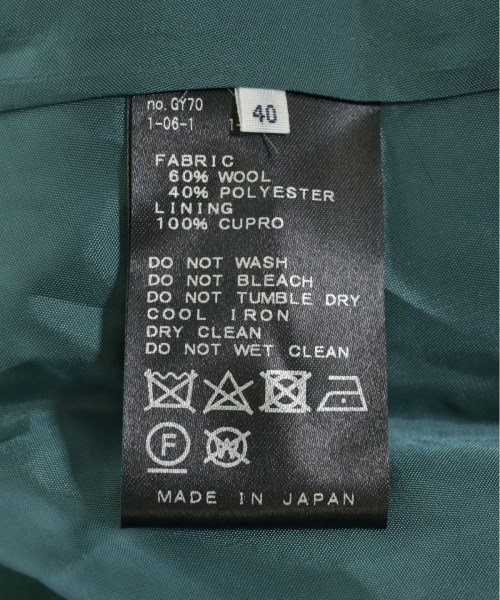 no. GY70
40
1-06-1
FABRIC
60% WOOL
40% POLYESTER
LINING
100% CUPRO
DO NOT WASH
DO NOT BLEACH
DO NOT TUMBLE DRY
COOL IRON
DRY CLEAN
DO NOT WET CLEAN
F
W
MADE IN JAPAN